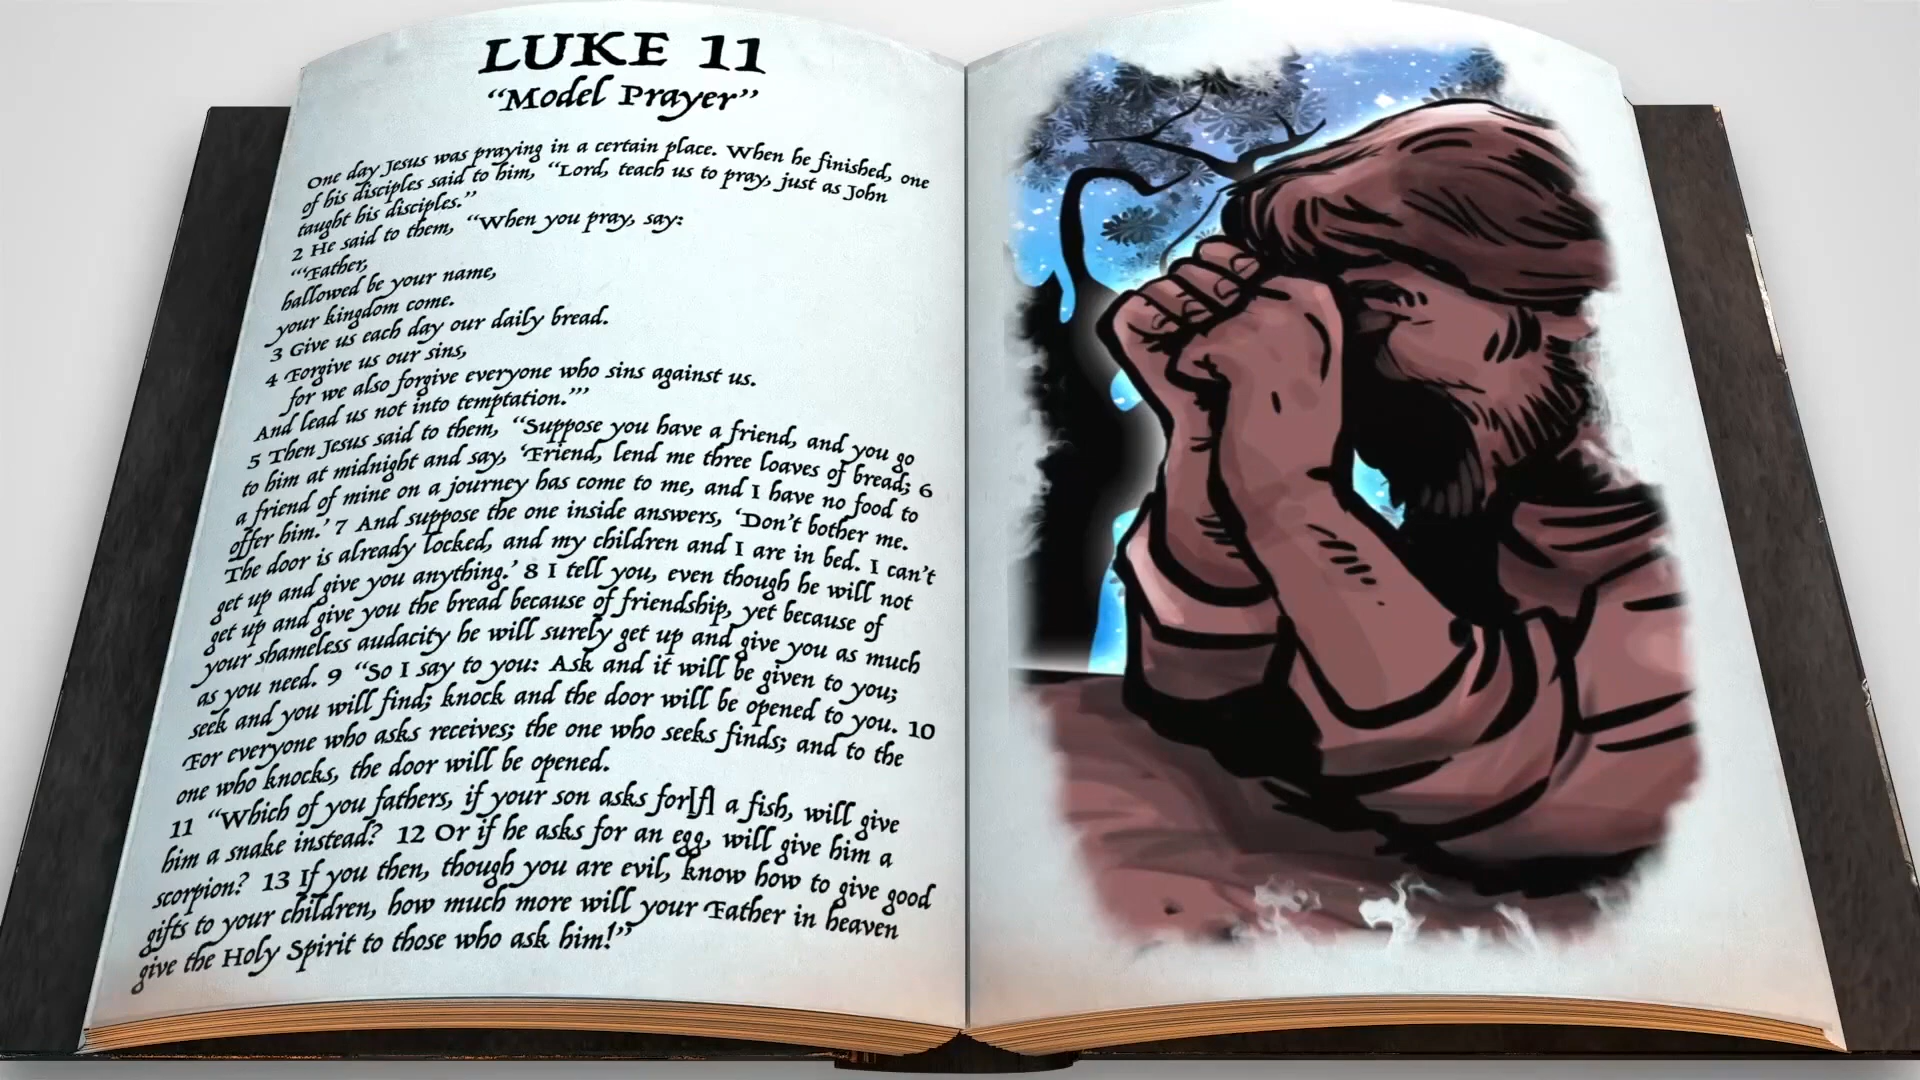 LUKE 11
“Model Prayer”
One day Jesus was praying in a certain place. When he finished, one
of his disciples said to him, “Lord, teach us to pray, just as John
taught his disciples.”
2 He said to them, “When you pray, say:
“‘Father,
hallowed be your name,
your kingdom come.
3 Give us each day our daily bread.
4 Forgive us our sins,
for we also forgive everyone who sins against us.
And lead us not into temptation.’”
5 Then Jesus said to them, “Suppose you have a friend, and you go
to him at midnight and say, ‘Friend, lend me three loaves of bread; 6
a friend of mine on a journey has come to me, and I have no food to
offer him.’ 7 And suppose the one inside answers, ‘Don’t bother me.
The door is already locked, and my children and I are in bed. I can’t
get up and give you anything.’ 8 I tell you, even though he will not
get up and give you the bread because of friendship, yet because of
your shameless audacity he will surely get up and give you as much
as you need. 9 “So I say to you: Ask and it will be given to you;
seek and you will find; knock and the door will be opened to you. 10
For everyone who asks receives; the one who seeks finds; and to the
one who knocks, the door will be opened.
11 “Which of you fathers, if your son asks for[f] a fish, will give
him a snake instead? 12 Or if he asks for an egg, will give him a
scorpion? 13 If you then, though you are evil, know how to give good
gifts to your children, how much more will your Father in heaven
give the Holy Spirit to those who ask him!”